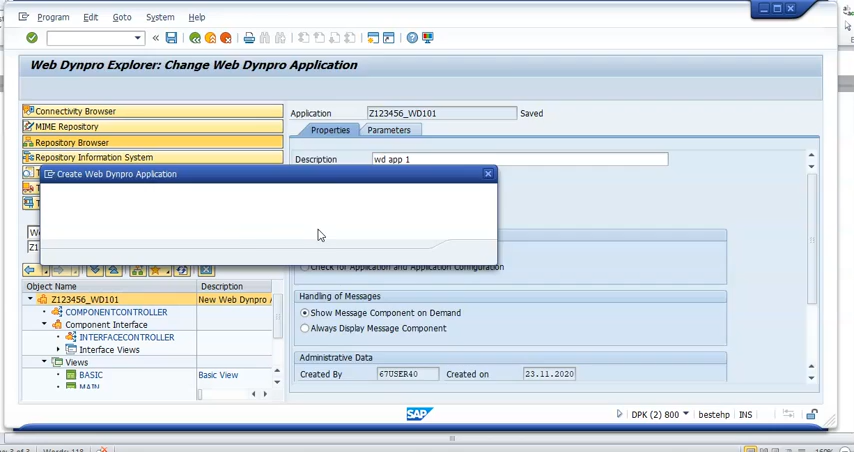 Program Edit Goto System Help
Web Dynpro Explorer: Change Web Dynpro Application
Connectivity Browser
MIME Repository
Repository Browser
Repository Information System
Application Z123456_WD101 Saved
Properties Parameters
Description wd app 1
Create Web Dynpro Application
Check for Application and Application Configuration
Handling of Messages
Show Message Component on Demand
Always Display Message Component
Administrative Data
Created By 67USER40 Created on 23.11.2020
Object Name Description
Z123456_WD101 New Web Dynpro A
COMPONENTCONTROLLER
Component Interface
INTERFACECONTROLLER
Interface Views
Views
BASIC Basic View
MAIN
SAP
DPK (2) 800 bestehp INS
Words: 118
160%